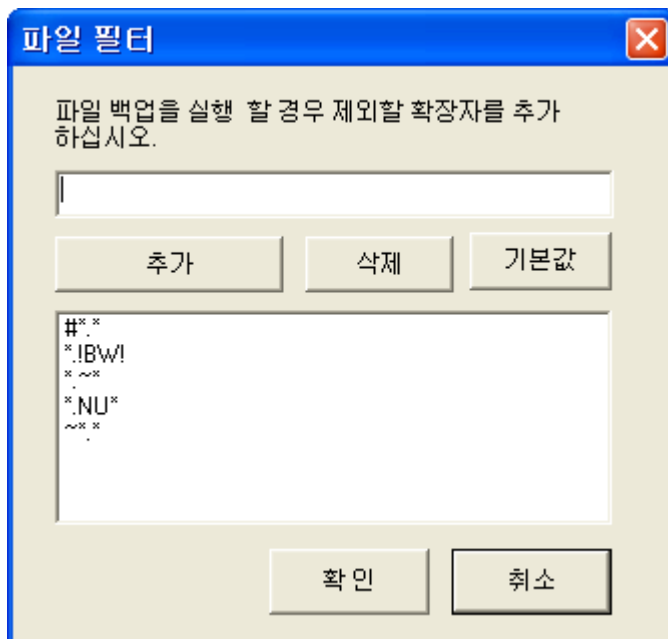 파일 필터
파일 백업을 실행 할 경우 제외할 확장자를 추가
하십시오.
추가 삭제 기본값
#*.*
*.!BW!
*.~*
*.NU*
~*.*
확 인 취소